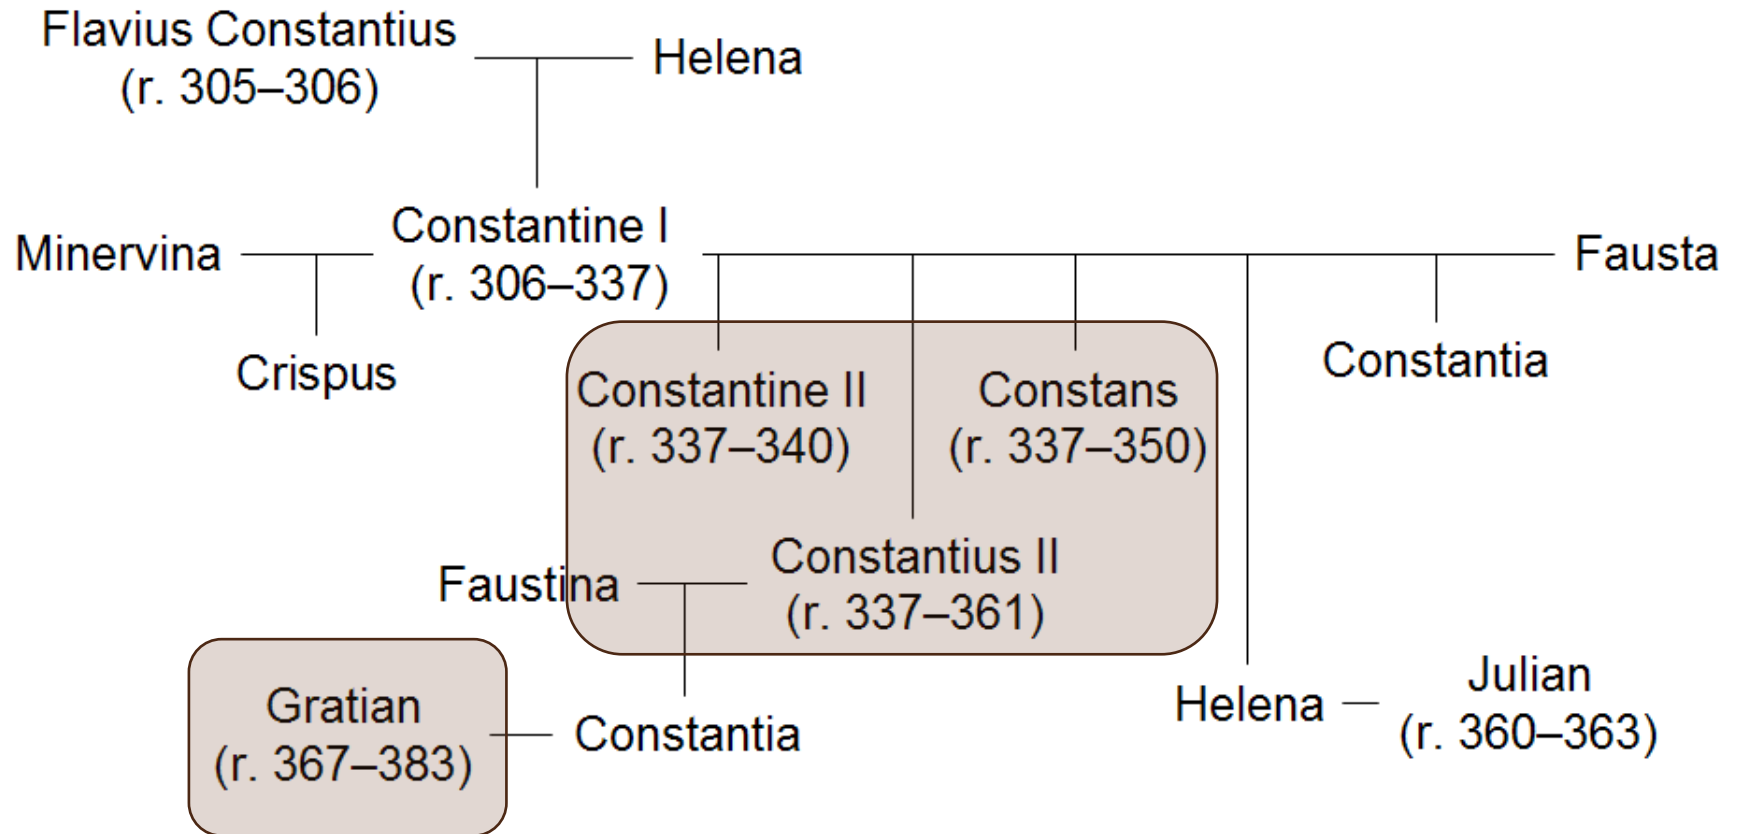 Flavius Constantius
(r. 305–306)
Helena
Minervina
Constantine I
(r. 306–337)
Fausta
Crispus
Constantine II
(r. 337–340)
Constans
(r. 337–350)
Constantia
Faustina
Constantius II
(r. 337–361)
Gratian
(r. 367–383)
Constantia
Helena
Julian
(r. 360–363)